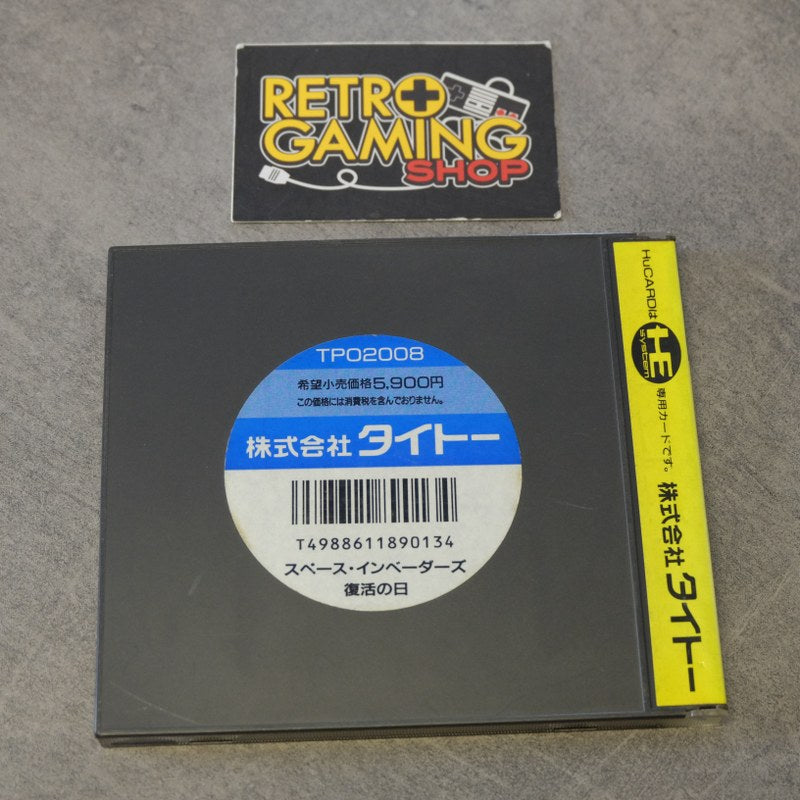 RETRO
GAMING
SHOP
TP02008
希望小売価格5,900円
この価格には消費税を含んでおりません。
株式会社 タイトー
T4988611890134
スペース・インベーダーズ
復活の日
HuCARDは HE system 専用カードです。 株式会社 タイトー